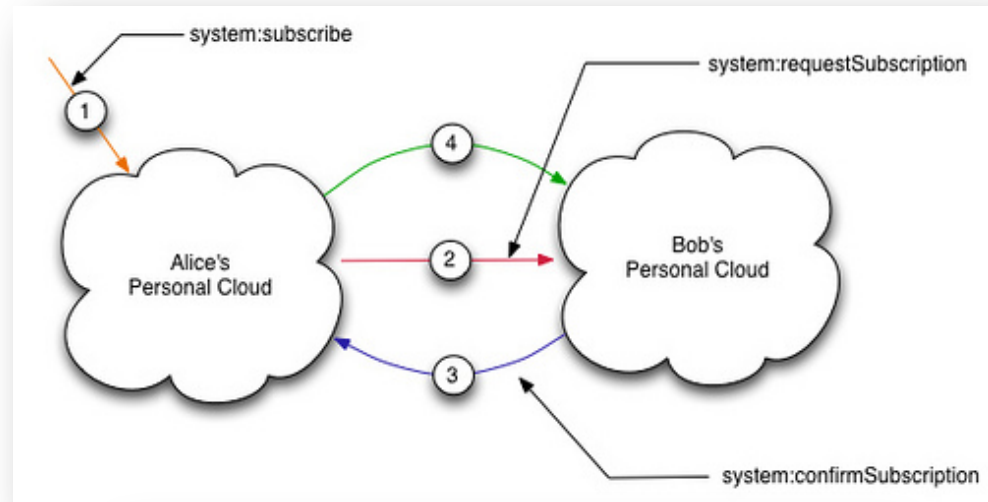 system:subscribe
system:requestSubscription
1
4
Alice's
Personal Cloud
2
Bob's
Personal Cloud
3
system:confirmSubscription